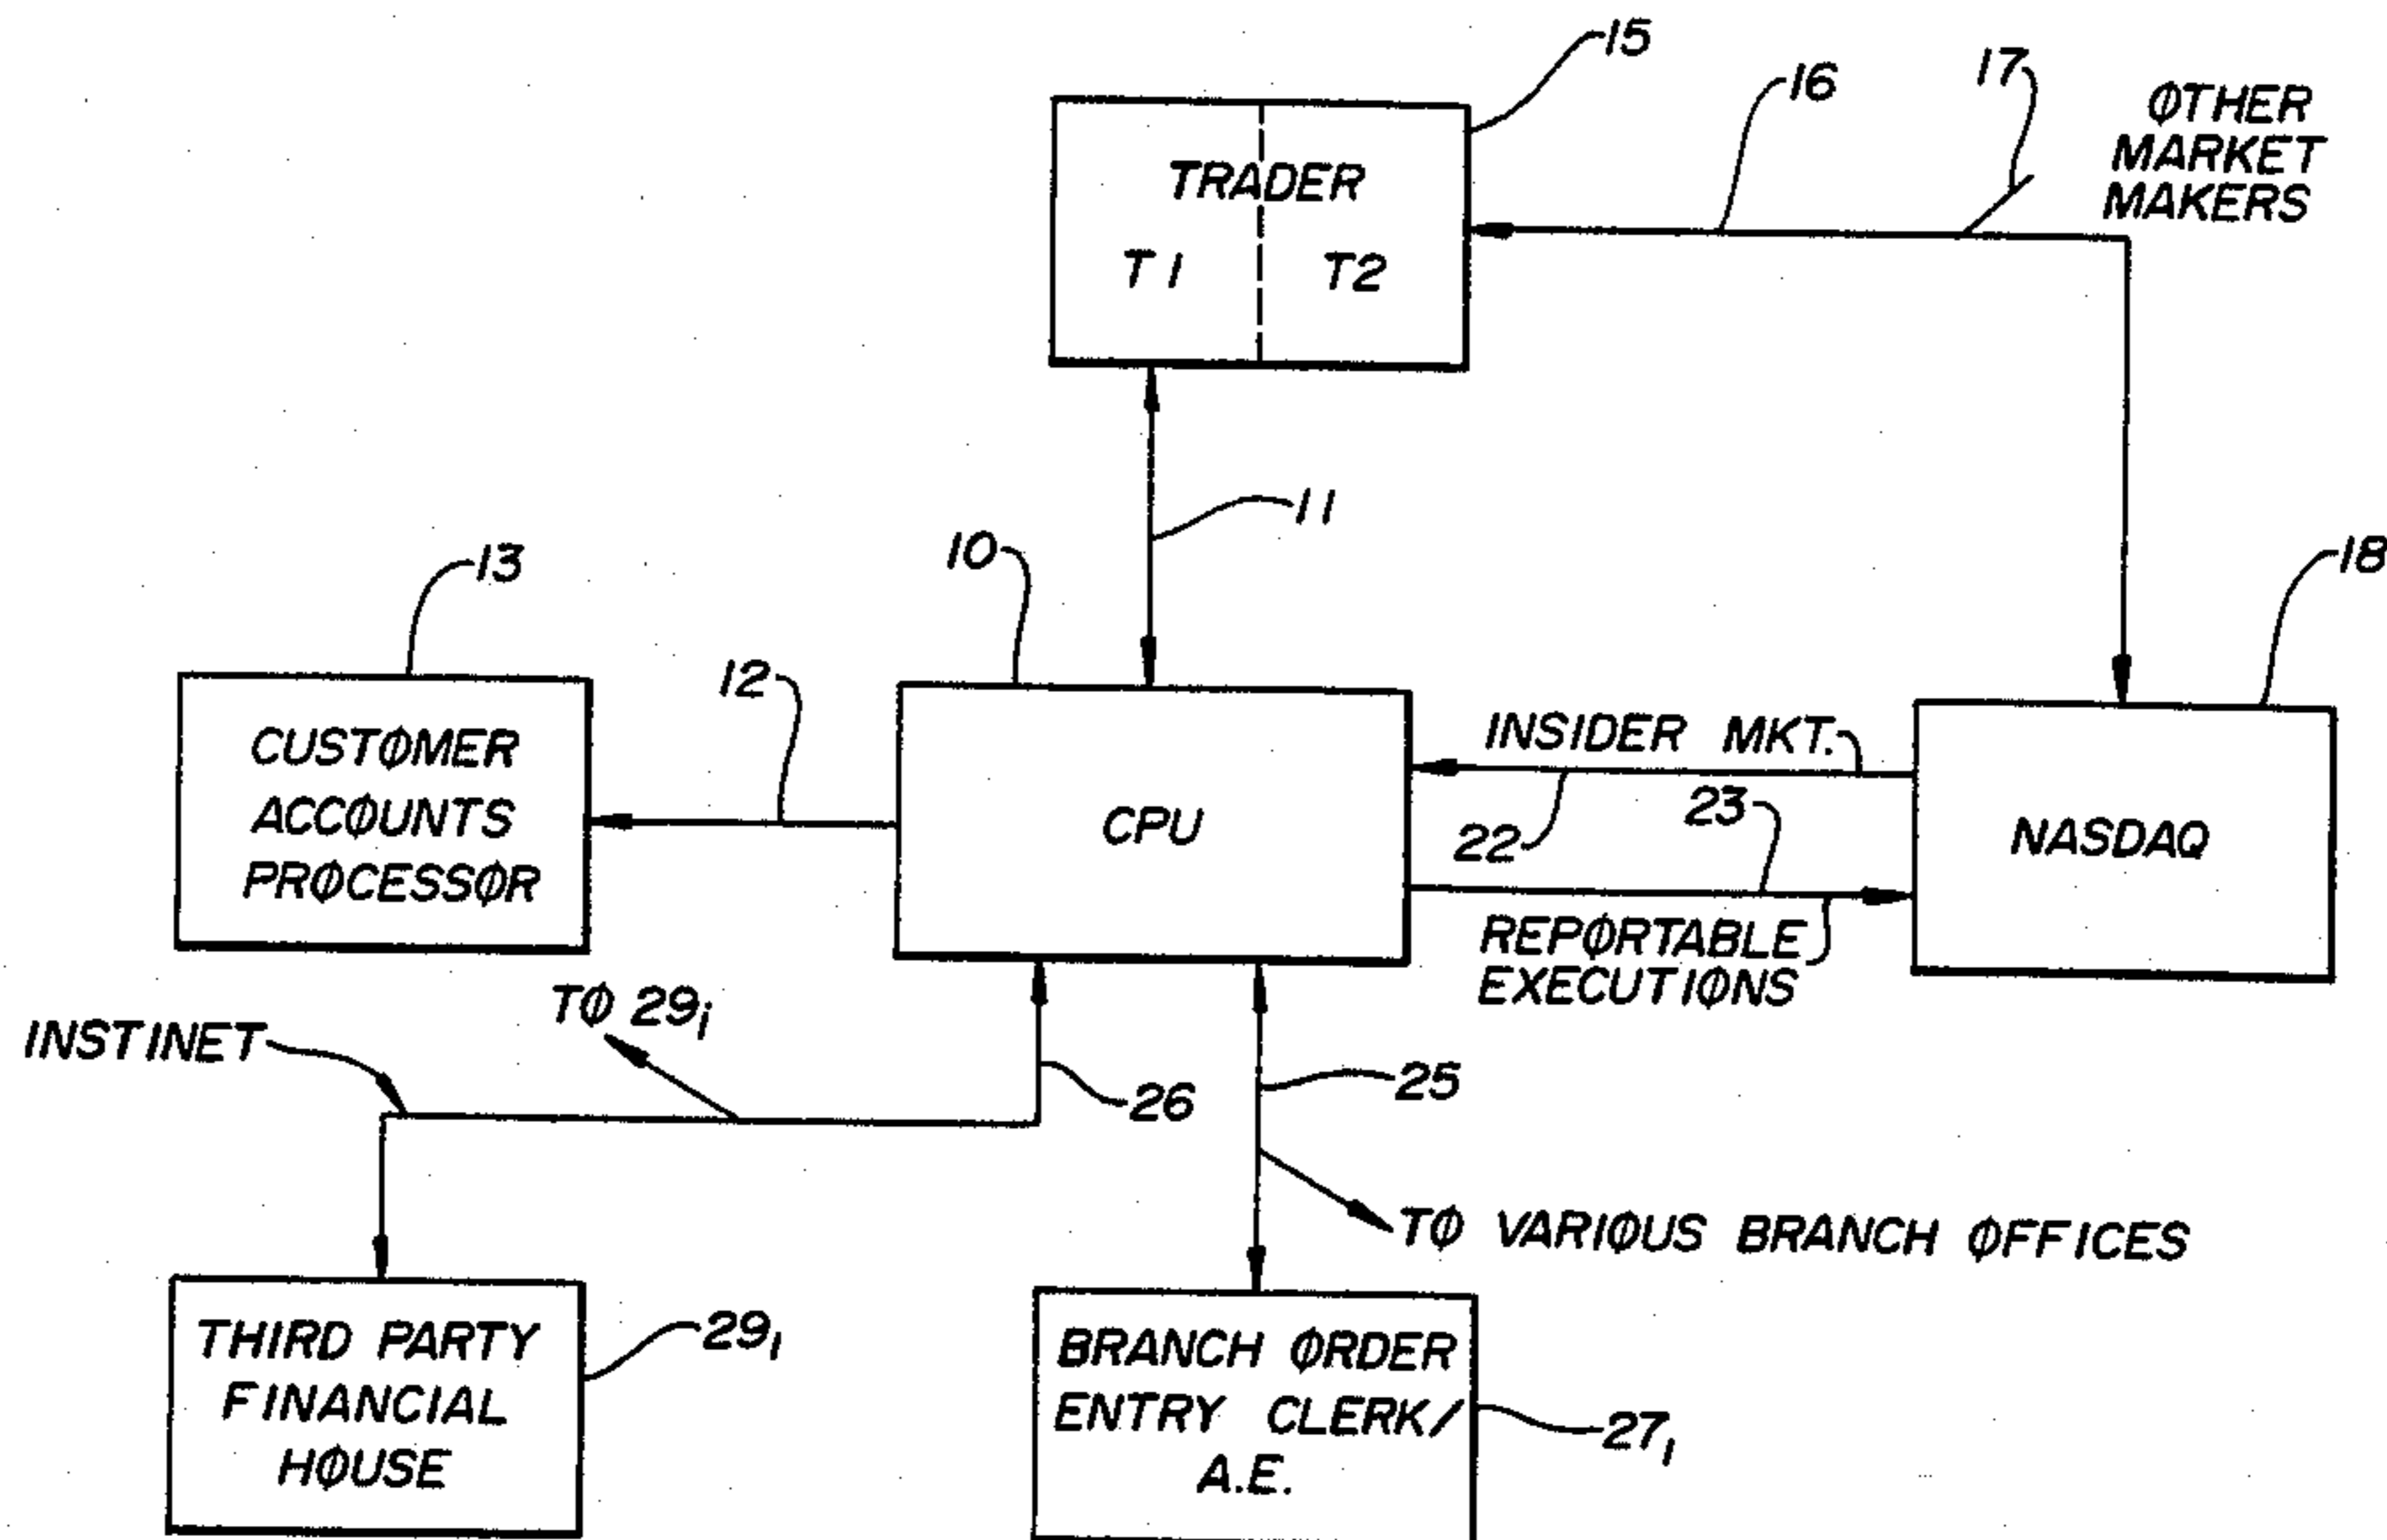 15
16
17
ØTHER
MARKET
MAKERS
TRADER
T1 T2
11
10
13
12
18
CUSTØMER
ACCØUNTS
PRØCESSØR
CPU
INSIDER MKT.
22
23
REPØRTABLE
EXECUTIØNS
NASDAQ
INSTINET
TØ 29i
26
25
TØ VARIØUS BRANCH ØFFICES
THIRD PARTY
FINANCIAL
HØUSE
291
BRANCH ØRDER
ENTRY CLERK/
A.E.
271